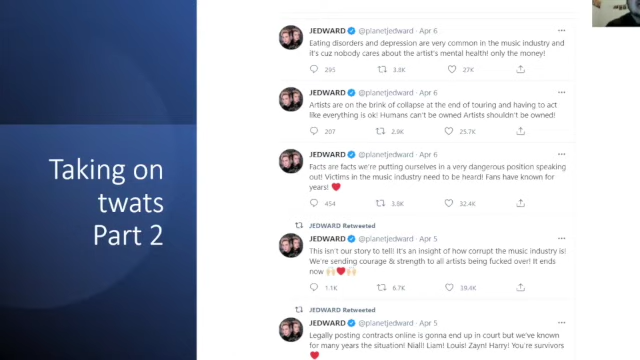 Taking on
twats
Part 2
JEDWARD @planetjedward · Apr 6
Eating disorders and depression are very common in the music industry and
it's cuz nobody cares about the artist's mental health! only the money!
295 3.8K 27K
JEDWARD @planetjedward · Apr 6
Artists are on the brink of collapse at the end of touring and having to act
like everything is ok! Humans can't be owned Artists shouldn't be owned!
207 2.9K 25.7K
JEDWARD @planetjedward · Apr 6
Facts are facts we're putting ourselves in a very dangerous position speaking
out! Victims in the music industry need to be heard! Fans have known for
years! ❤️
454 3.8K 32.4K
JEDWARD Retweeted
JEDWARD @planetjedward · Apr 5
This isn't our story to tell! it's an insight of how corrupt the music industry is!
We're sending courage & strength to all artists being fucked over! It ends
now 🙌🏻❤️🙌🏻
1.1K 6.7K 39.4K
JEDWARD Retweeted
JEDWARD @planetjedward · Apr 5
Legally posting contracts online is gonna end up in court but we've known
for many years the situation! Niall! Liam! Louis! Zayn! Harry! You're survivors
❤️